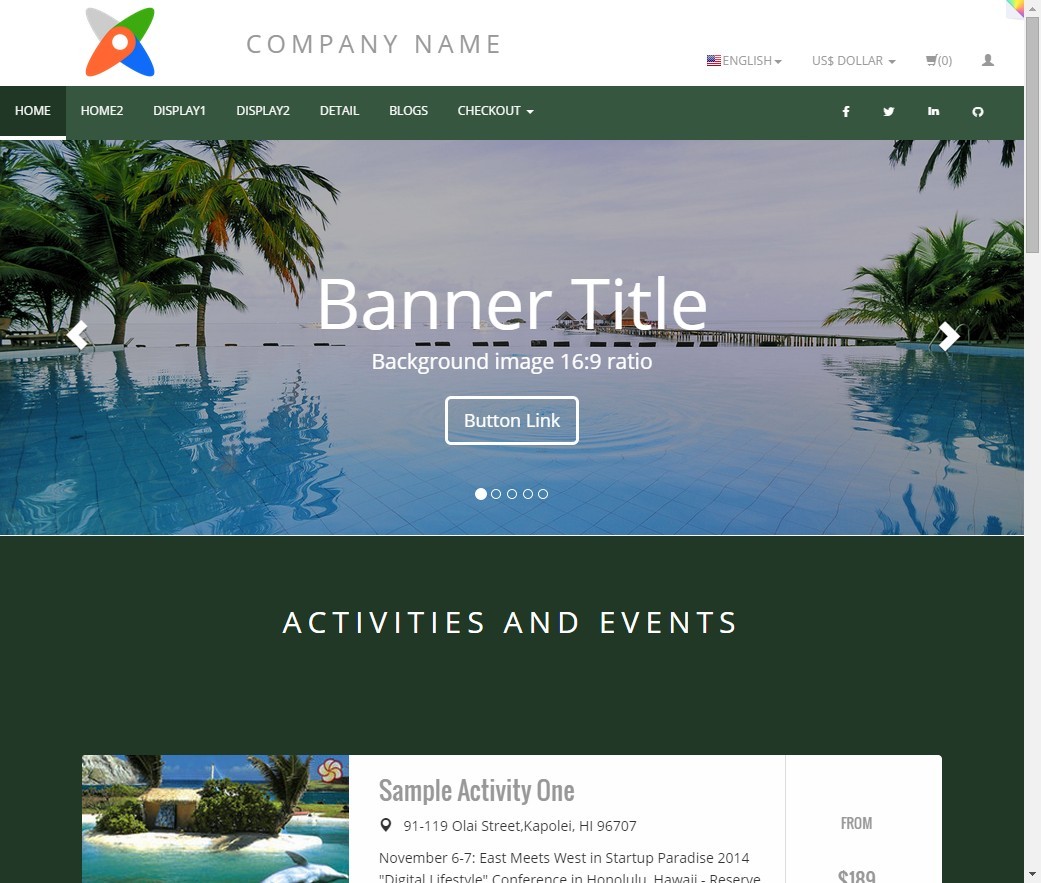 COMPANY NAME
ENGLISH
US$ DOLLAR
(0)
HOME
HOME2
DISPLAY1
DISPLAY2
DETAIL
BLOGS
CHECKOUT
Banner Title
Background image 16:9 ratio
Button Link
ACTIVITIES AND EVENTS
Sample Activity One
91-119 Olai Street,Kapolei, HI 96707
November 6-7: East Meets West in Startup Paradise 2014
"Digital Lifestyle" Conference in Honolulu, Hawaii - Reserve
FROM
$189